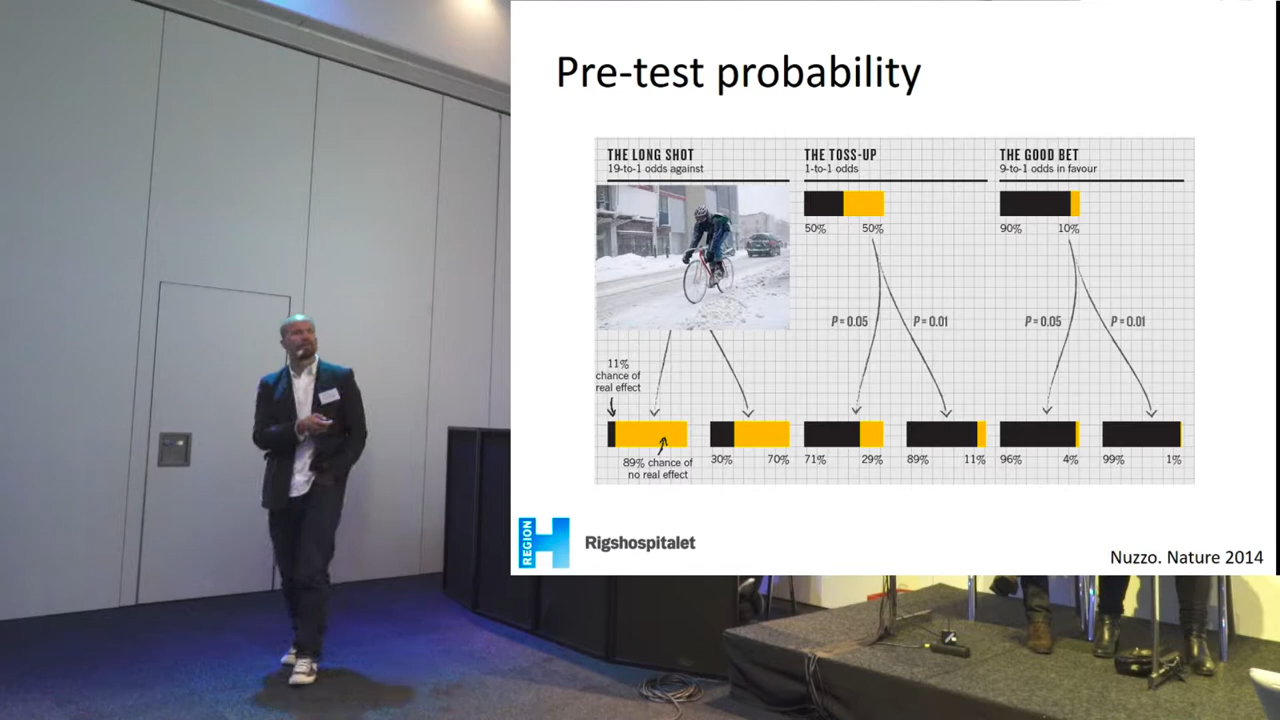 Pre-test probability
THE LONG SHOT
19-to-1 odds against
THE TOSS-UP
1-to-1 odds
THE GOOD BET
9-to-1 odds in favour
50%
50%
90%
10%
P = 0.05
P = 0.01
P = 0.05
P = 0.01
11%
chance of
real effect
89% chance of
no real effect
30%
70%
71%
29%
89%
11%
96%
4%
99%
1%
REGION
H
Rigshospitalet
Nuzzo. Nature 2014